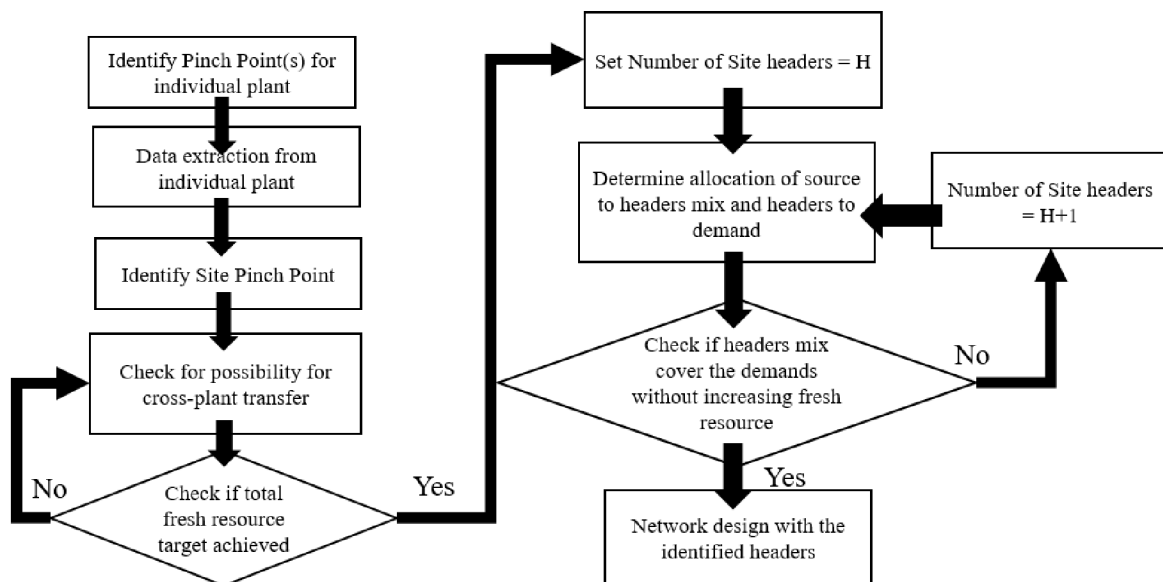 Identify Pinch Point(s) for
individual plant
Data extraction from
individual plant
Identify Site Pinch Point
Check for possibility for
cross-plant transfer
No
Check if total
fresh resource
target achieved
Yes
Set Number of Site headers = H
Determine allocation of source
to headers mix and headers to
demand
Number of Site headers
= H+1
Check if headers mix
cover the demands
without increasing fresh
resource
No
Yes
Network design with the
identified headers